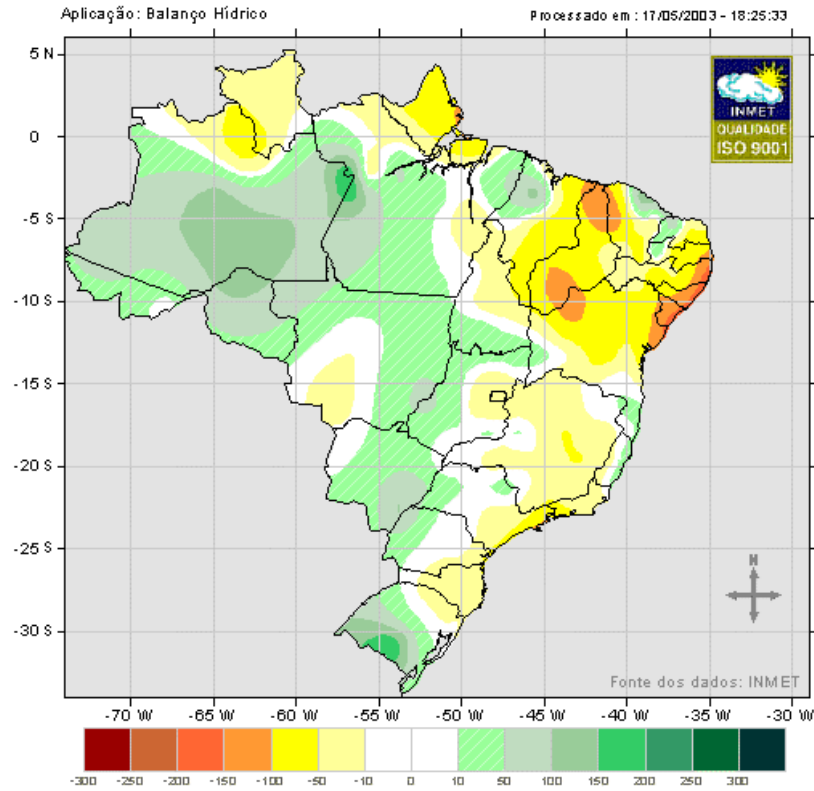 Aplicação: Balanço Hídrico
Processado em : 17/05/2003 - 18:25:33
5 N
0
-5 S
-10 S
-15 S
-20 S
-25 S
-30 S
INMET
QUALIDADE
ISO 9001
N
Fonte dos dados: INMET
-70 W -65 W -60 W -55 W -50 W -45 W -40 W -35 W -30 W
-300 -250 -200 -150 -100 -50 -10 0 10 50 100 150 200 250 300